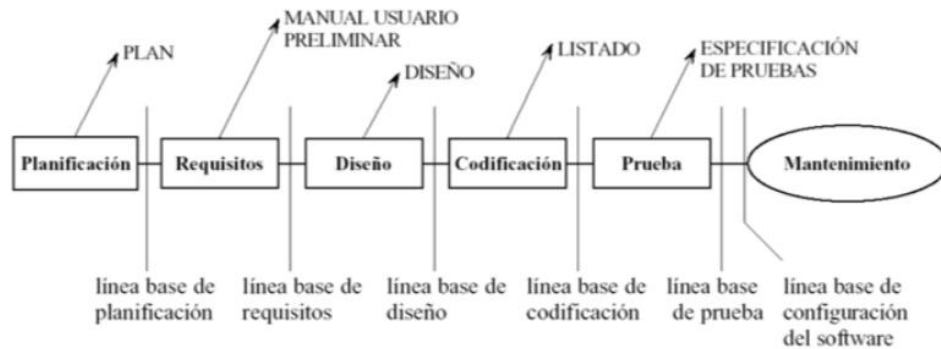 PLAN
MANUAL USUARIO
PRELIMINAR
DISEÑO
LISTADO
ESPECIFICACIÓN
DE PRUEBAS
Planificación
Requisitos
Diseño
Codificación
Prueba
Mantenimiento
línea base de
planificación
línea base de
requisitos
línea base de
diseño
línea base de
codificación
línea base
de prueba
línea base de
configuración
del software